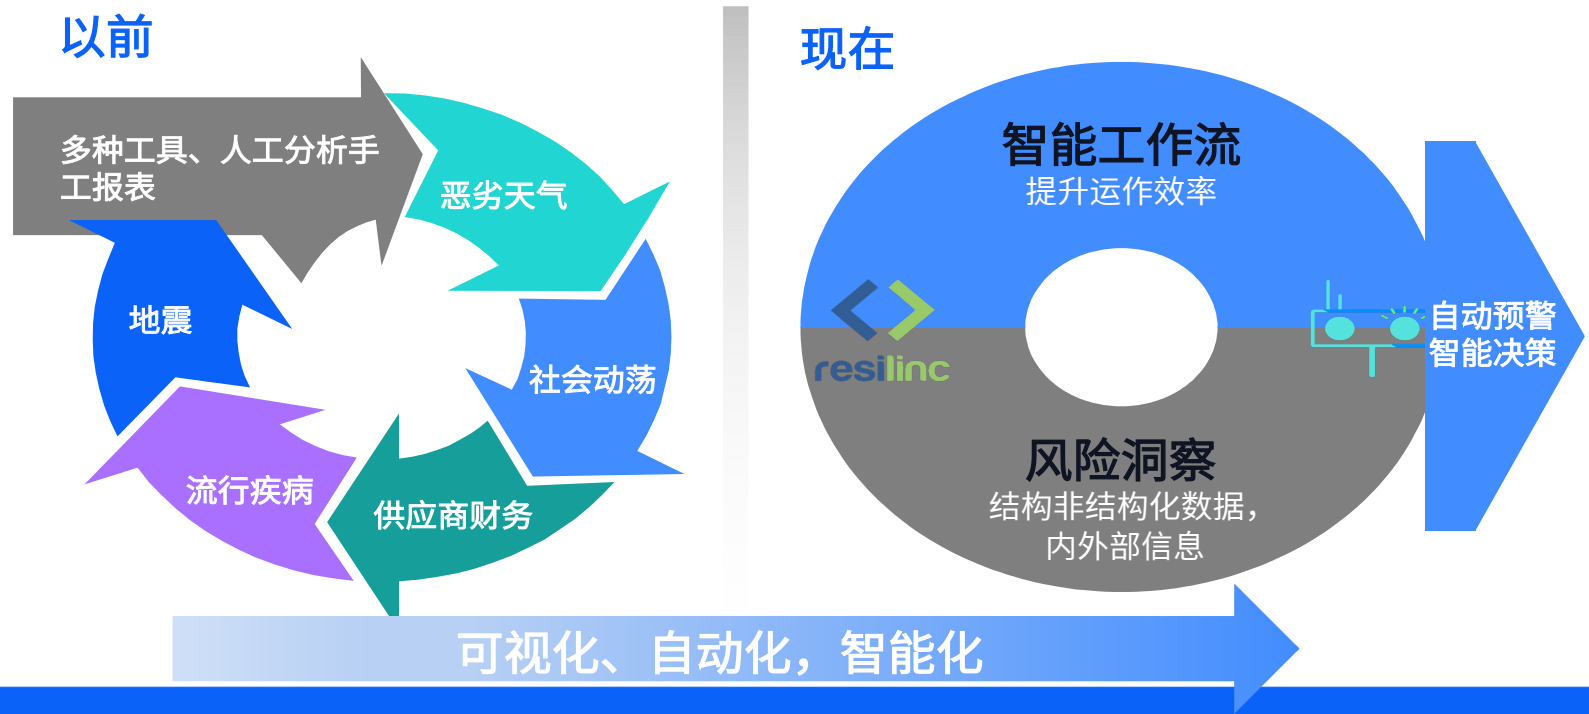 以前
多种工具、人工分析手
工报表
恶劣天气
社会动荡
供应商财务
流行疾病
地震
现在
智能工作流
提升运作效率
resilinc
自动预警
智能决策
风险洞察
结构非结构化数据，
内外部信息
可视化、自动化，智能化